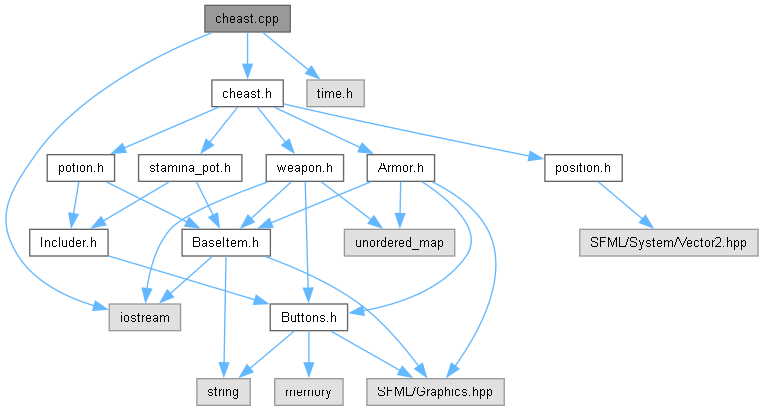 cheast.cpp
cheast.h
time.h
potion.h
stamina_pot.h
weapon.h
Armor.h
position.h
Includer.h
BaseItem.h
unordered_map
SFML/System/Vector2.hpp
iostream
Buttons.h
string
memory
SFML/Graphics.hpp